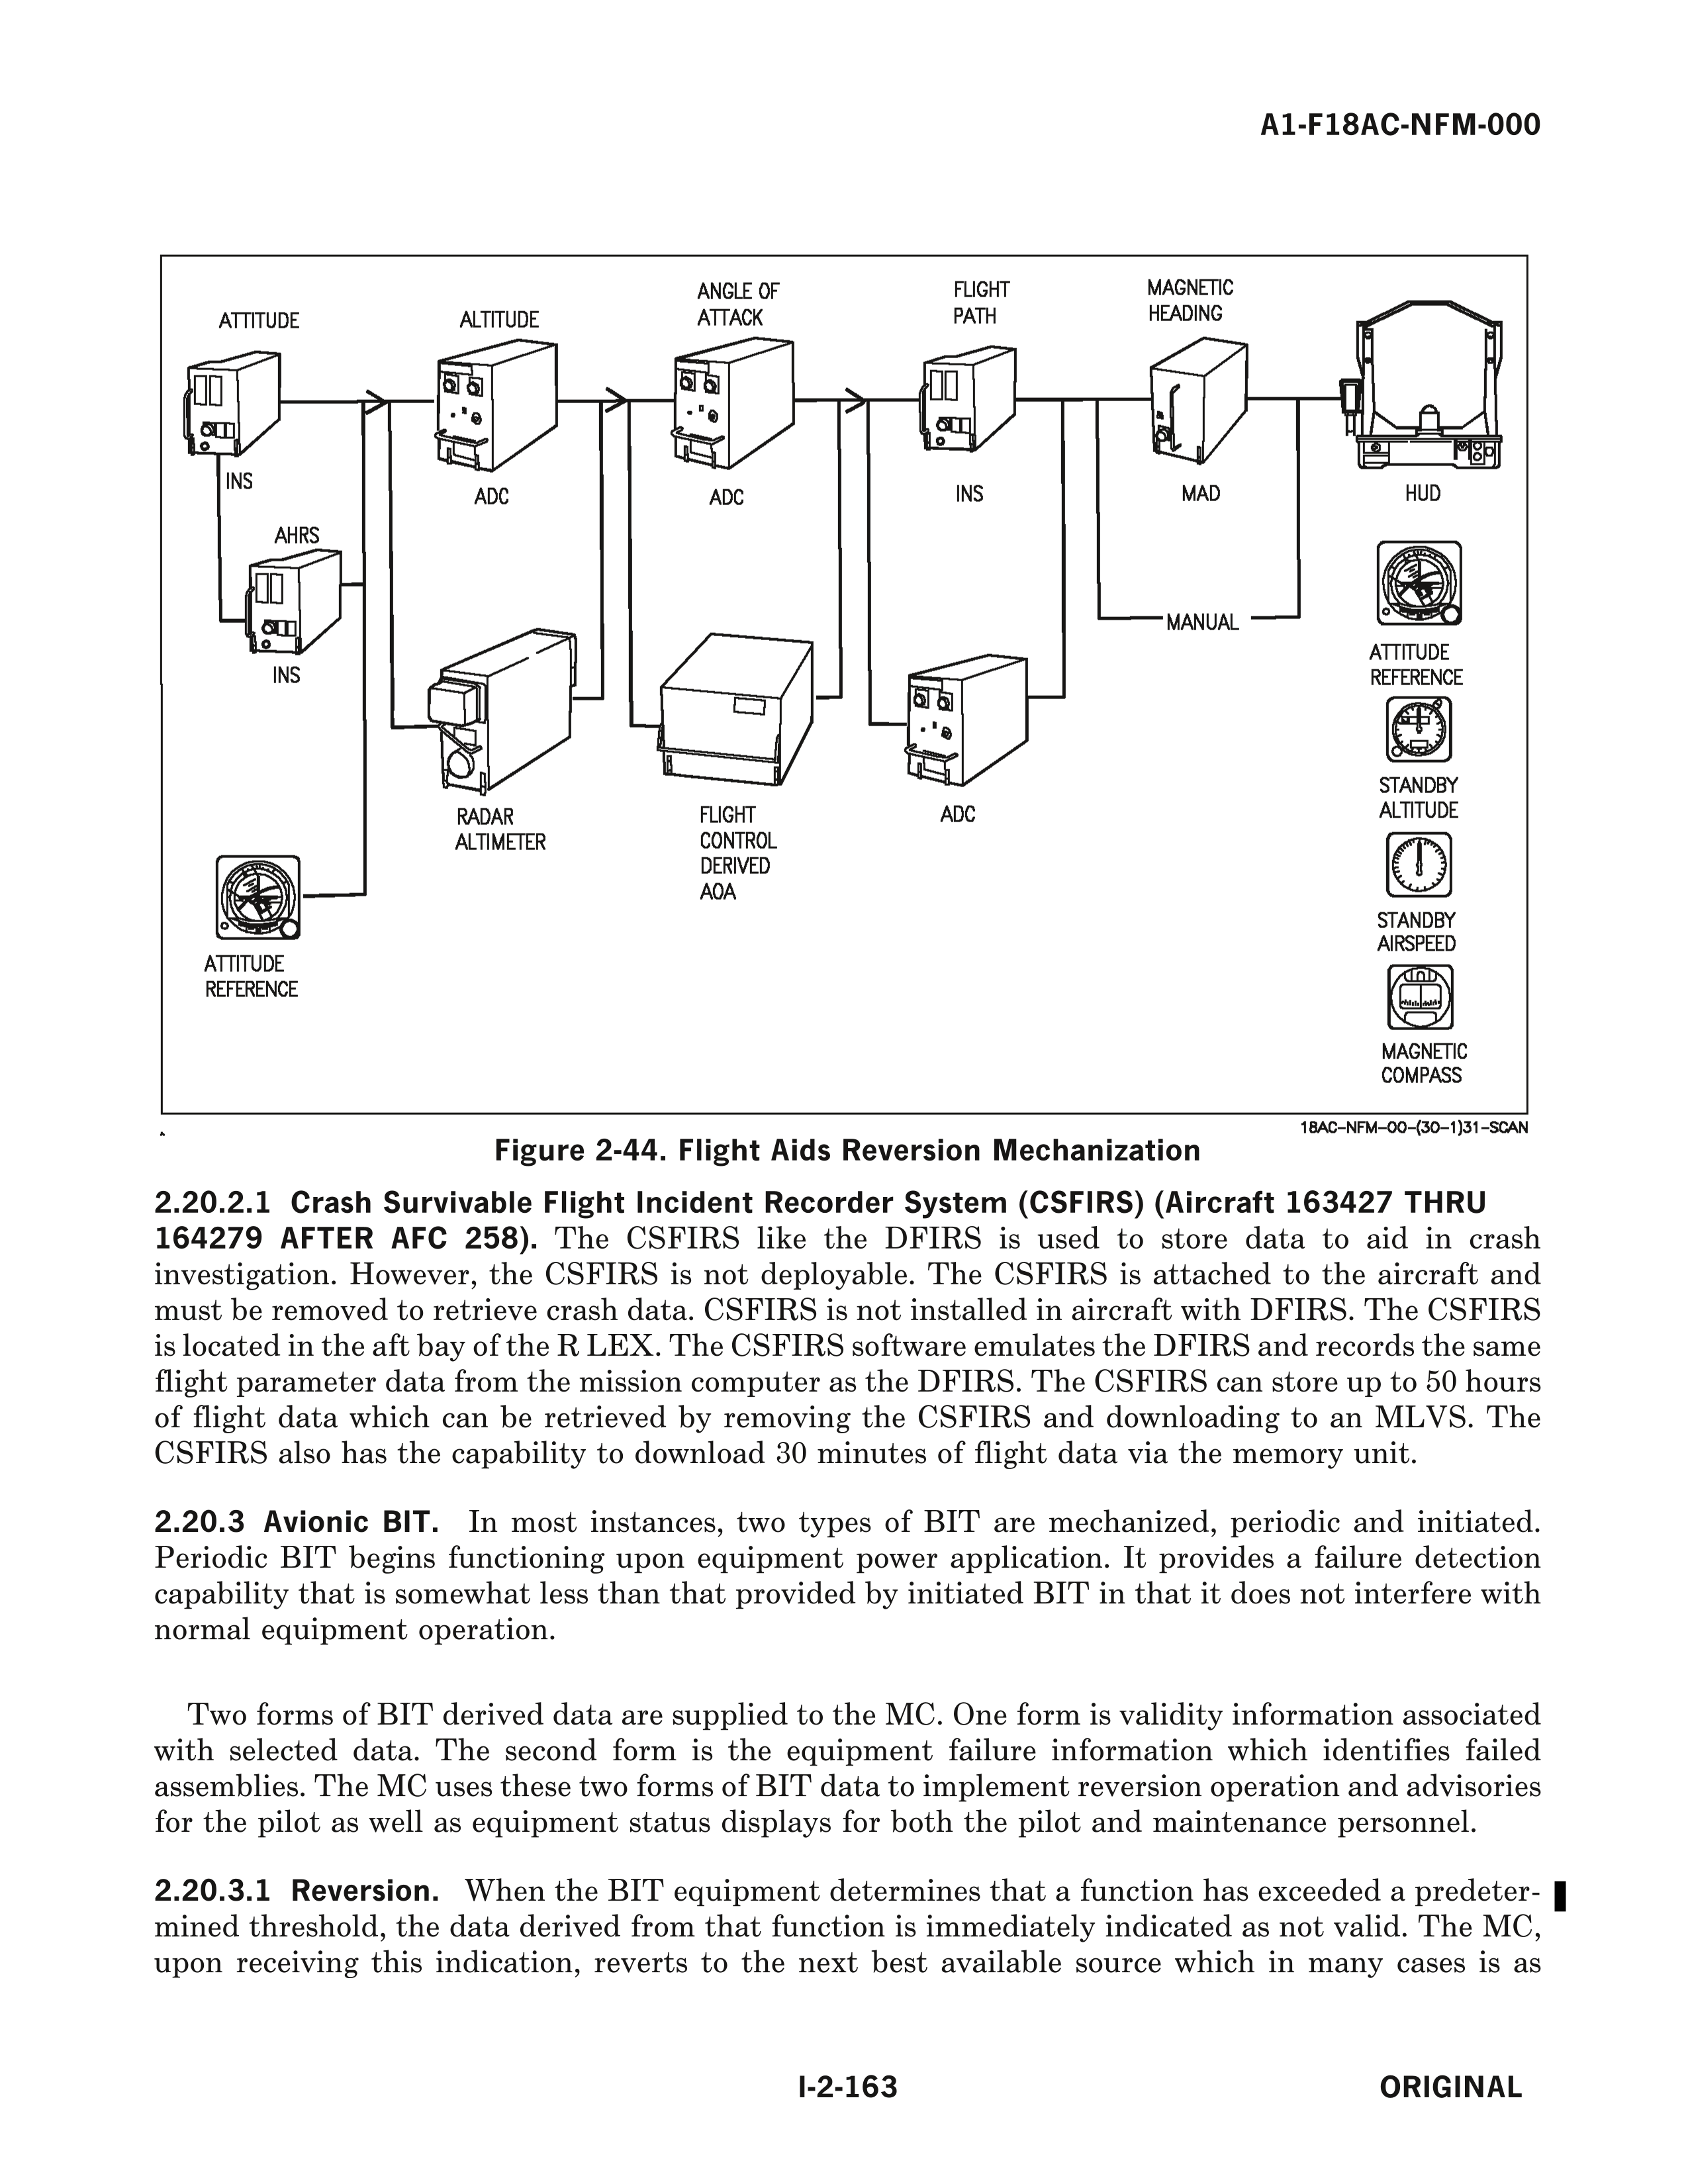 A1-F18AC-NFM-000
ATTITUDE
ALTITUDE
ANGLE OF
ATTACK
FLIGHT
PATH
MAGNETIC
HEADING
INS
ADC
ADC
INS
MAD
HUD
AHRS
INS
MANUAL
ATTITUDE
REFERENCE
RADAR
ALTIMETER
FLIGHT
CONTROL
DERIVED
AOA
ADC
STANDBY
ALTITUDE
ATTITUDE
REFERENCE
STANDBY
AIRSPEED
MAGNETIC
COMPASS
18AC-NFM-00-(30-1)31-SCAN
Figure 2-44. Flight Aids Reversion Mechanization
2.20.2.1 Crash Survivable Flight Incident Recorder System (CSFIRS) (Aircraft 163427 THRU
164279 AFTER AFC 258). The CSFIRS like the DFIRS is used to store data to aid in crash
investigation. However, the CSFIRS is not deployable. The CSFIRS is attached to the aircraft and
must be removed to retrieve crash data. CSFIRS is not installed in aircraft with DFIRS. The CSFIRS
is located in the aft bay of the R LEX. The CSFIRS software emulates the DFIRS and records the same
flight parameter data from the mission computer as the DFIRS. The CSFIRS can store up to 50 hours
of flight data which can be retrieved by removing the CSFIRS and downloading to an MLVS. The
CSFIRS also has the capability to download 30 minutes of flight data via the memory unit.
2.20.3 Avionic BIT. In most instances, two types of BIT are mechanized, periodic and initiated.
Periodic BIT begins functioning upon equipment power application. It provides a failure detection
capability that is somewhat less than that provided by initiated BIT in that it does not interfere with
normal equipment operation.
Two forms of BIT derived data are supplied to the MC. One form is validity information associated
with selected data. The second form is the equipment failure information which identifies failed
assemblies. The MC uses these two forms of BIT data to implement reversion operation and advisories
for the pilot as well as equipment status displays for both the pilot and maintenance personnel.
2.20.3.1 Reversion. When the BIT equipment determines that a function has exceeded a predeter-
mined threshold, the data derived from that function is immediately indicated as not valid. The MC,
upon receiving this indication, reverts to the next best available source which in many cases is as
I-2-163
ORIGINAL